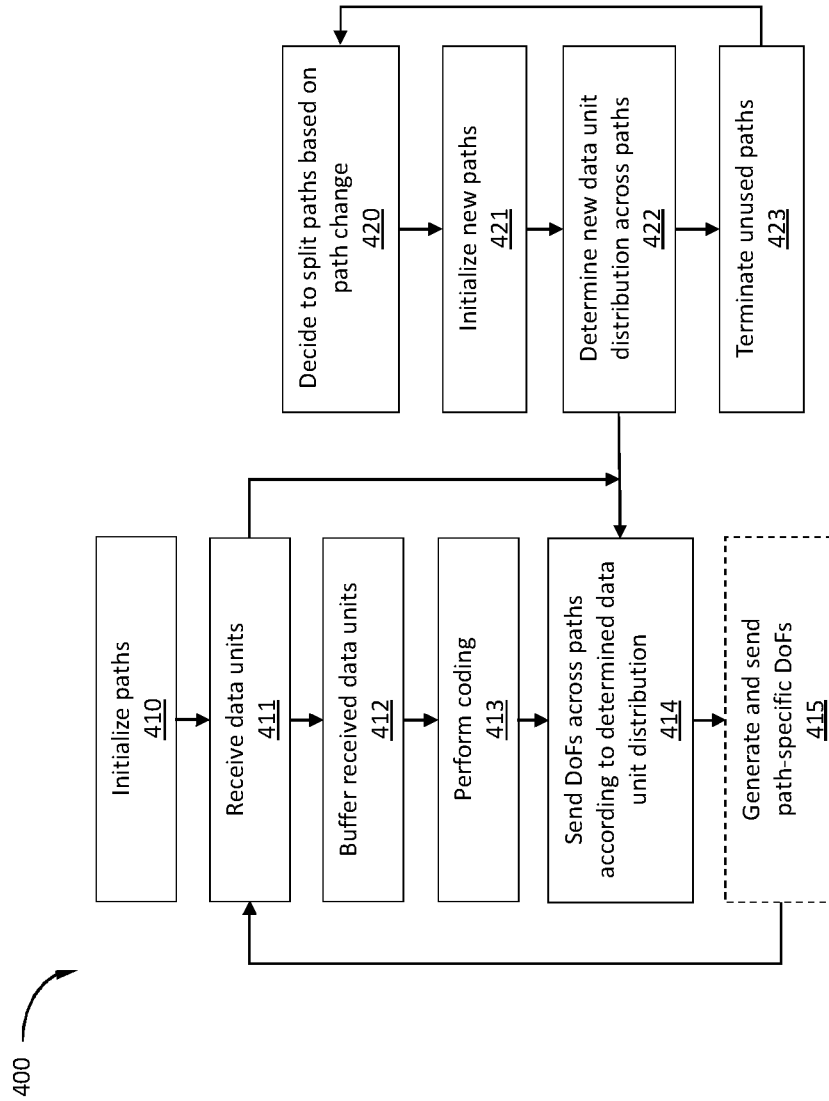 400
Initialize paths
410
Receive data units
411
Buffer received data units
412
Perform coding
413
Send DoFs across paths
according to determined data
unit distribution
414
Generate and send
path-specific DoFs
415
Decide to split paths based on
path change
420
Initialize new paths
421
Determine new data unit
distribution across paths
422
Terminate unused paths
423